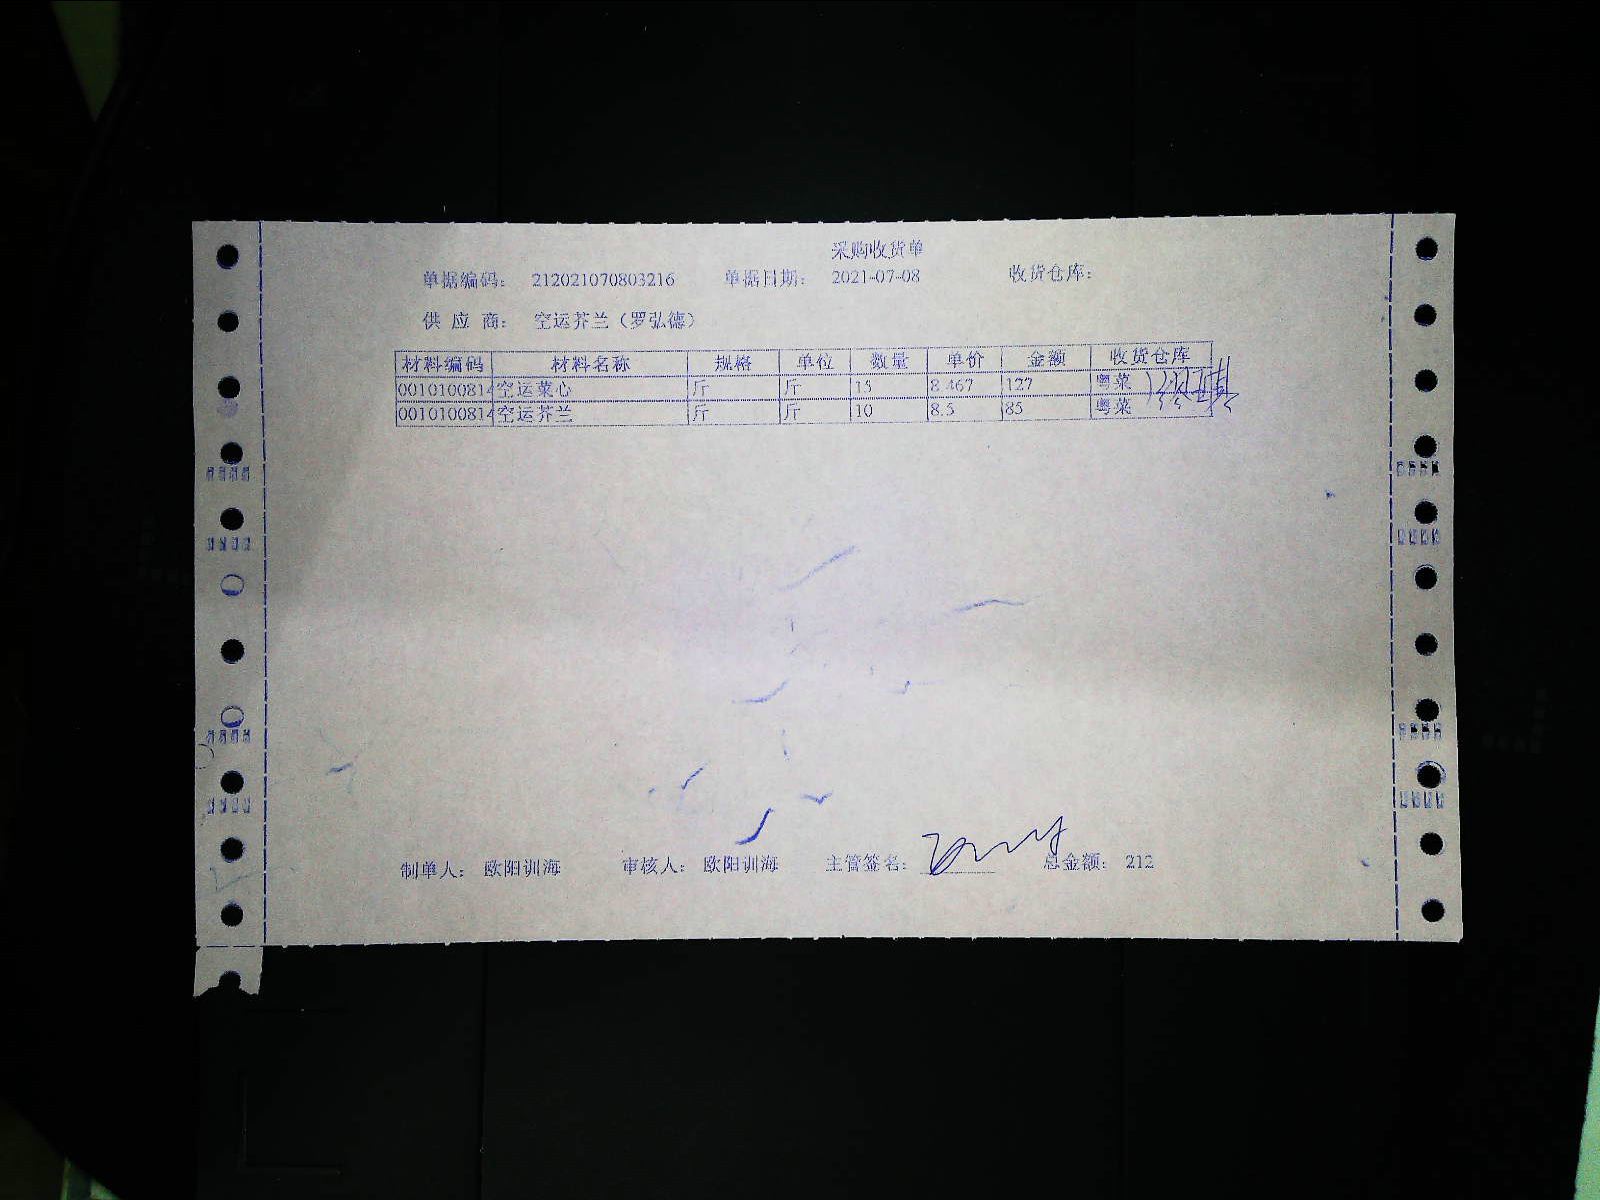 采购收货单
单据编码： 212021070803216 单据日期： 2021-07-08 收货仓库：
供 应 商： 空运芥兰（罗弘德）
材料编码 材料名称 规格 单位 数量 单价 金额 收货仓库
0010100814 空运菜心 斤 斤 15 8.467 127 粤菜
0010100814 空运芥兰 斤 斤 10 8.5 85 粤菜
制单人： 欧阳训海 审核人： 欧阳训海 主管签名： 总金额： 212